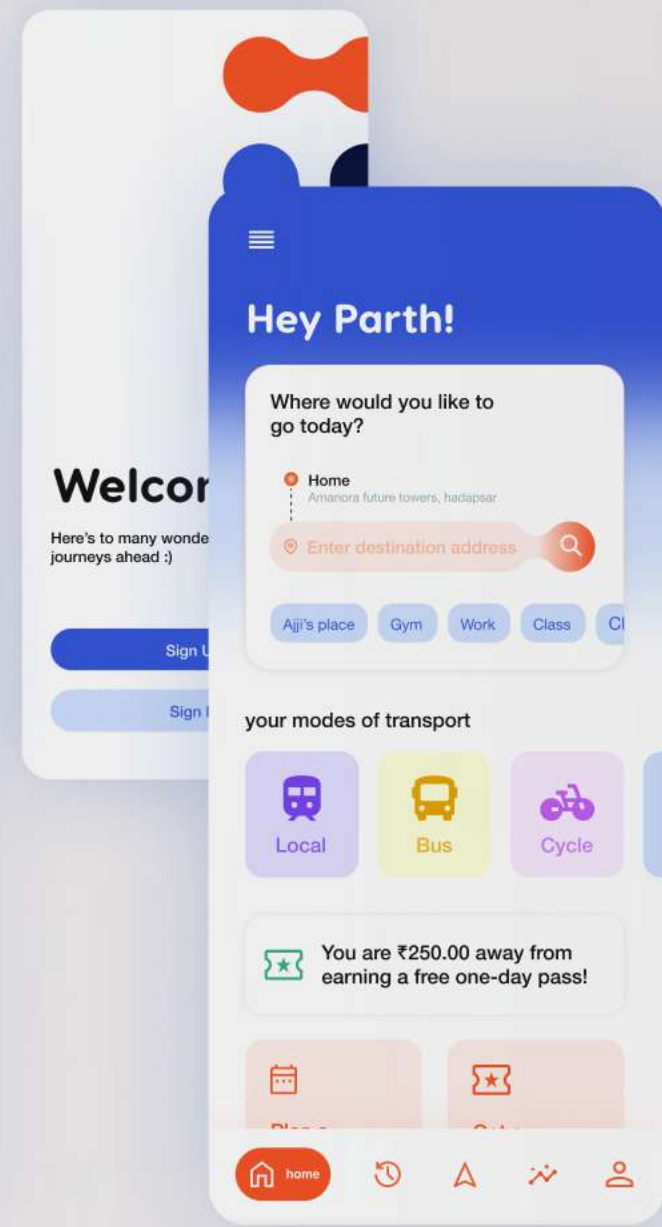 Welcor
Here's to many wonde
journeys ahead :)
Sign U
Sign I
Hey Parth!
Where would you like to
go today?
Home
Amanora future towers, hadapsar
Enter destination address
Ajji's place Gym Work Class Cl
your modes of transport
Local Bus Cycle
You are ₹250.00 away from
earning a free one-day pass!
home